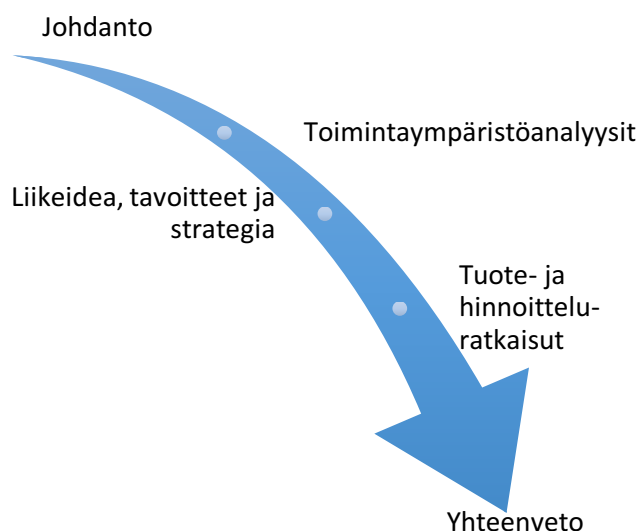 Johdanto
Toimintaympäristöanalyysit
Liikeidea, tavoitteet ja
strategia
Tuote- ja
hinnoittelu-
ratkaisut
Yhteenveto